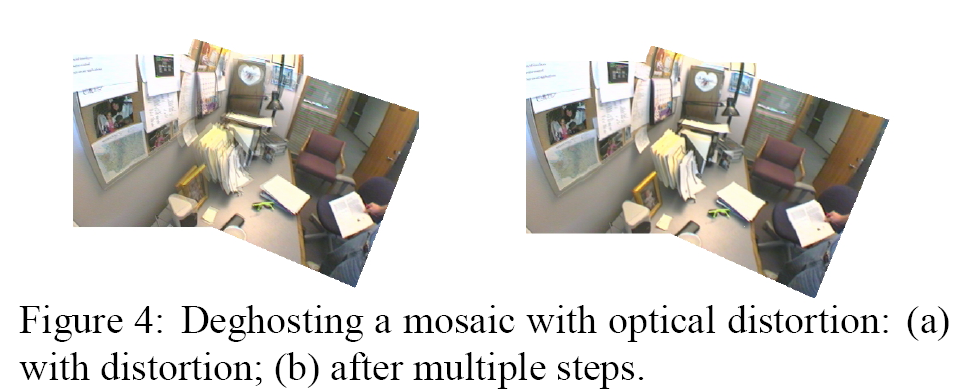 Figure 4: Deghosting a mosaic with optical distortion: (a)
with distortion; (b) after multiple steps.